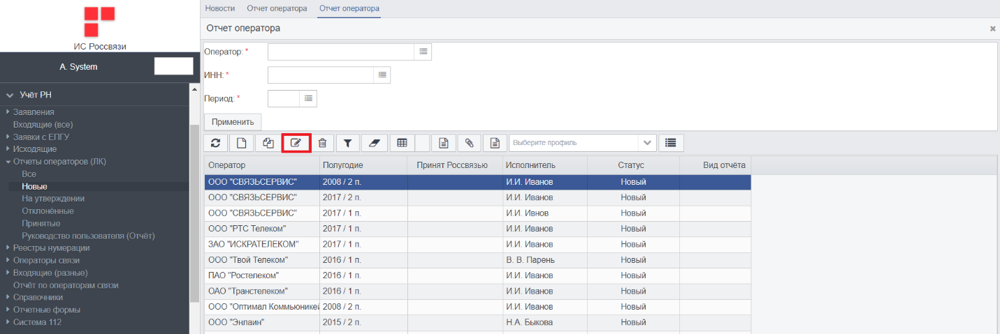 ИС Россвязи
A. System
Учёт РН
Заявления
Входящие (все)
Заявки с ЕПГУ
Исходящие
Отчеты операторов (ЛК)
Все
Новые
На утверждении
Отклонённые
Принятые
Руководство пользователя (Отчёт)
Реестры нумерации
Операторы связи
Входящие (разные)
Отчёт по операторам связи
Справочники
Отчетные формы
Система 112
Новости Отчет оператора Отчет оператора
Отчет оператора
Оператор: *
ИНН: *
Период: *
Применить
Выберите профиль
Оператор Полугодие Принят Россвязью Исполнитель Статус Вид отчёта
ООО "СВЯЗЬСЕРВИС" 2008 / 2 п. И.И. Иванов Новый
ООО "СВЯЗЬСЕРВИС" 2017 / 2 п. И.И. Иванов Новый
ООО "СВЯЗЬСЕРВИС" 2017 / 1 п. И.И. Ивнов Новый
ООО "РТС Телеком" 2017 / 1 п. И.И. Иванов Новый
ЗАО "ИСКРАТЕЛЕКОМ" 2017 / 1 п. И.И. Иванов Новый
ООО "Твой Телеком" 2016 / 1 п. В. В. Парень Новый
ПАО "Ростелеком" 2016 / 1 п. И.И. Иванов Новый
ОАО "Транстелеком" 2016 / 1 п. И.И. Иванов Новый
ООО "Оптимал Коммьюникей 2008 / 2 п. И.И. Иванов Новый
ООО "Энлаин" 2015 / 2 п. Н.А. Быкова Новый